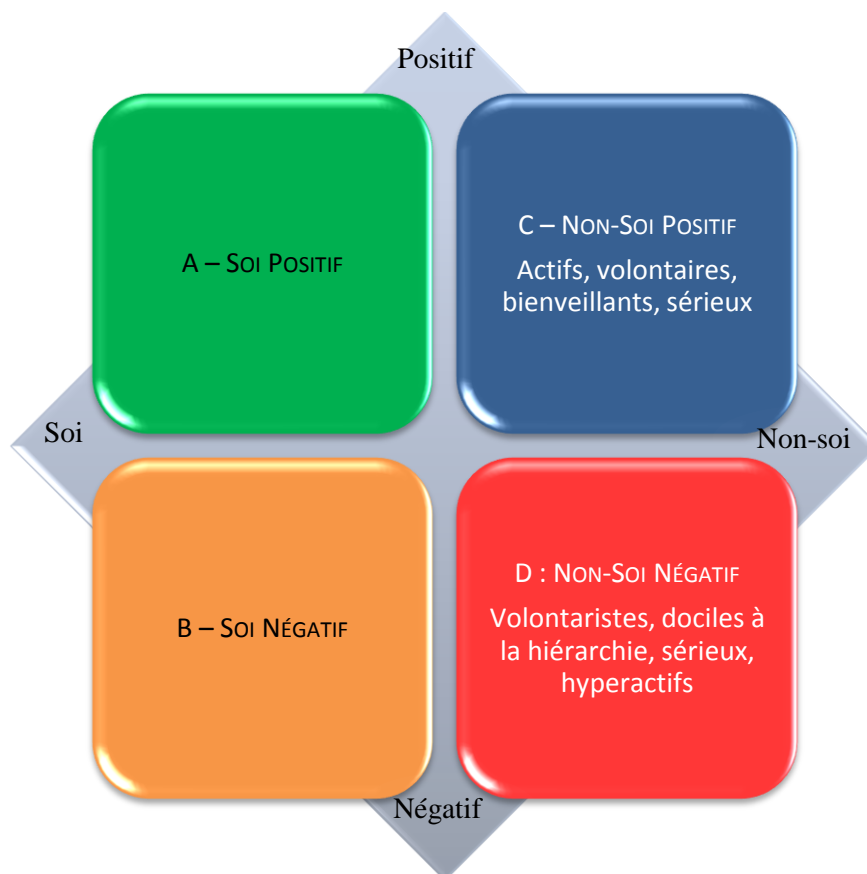 Positif
A – Soi Positif
C – Non-Soi Positif
Actifs, volontaires,
bienveillants, sérieux
Soi
Non-soi
B – Soi Négatif
D : Non-Soi Négatif
Volontaristes, dociles à
la hiérarchie, sérieux,
hyperactifs
Négatif